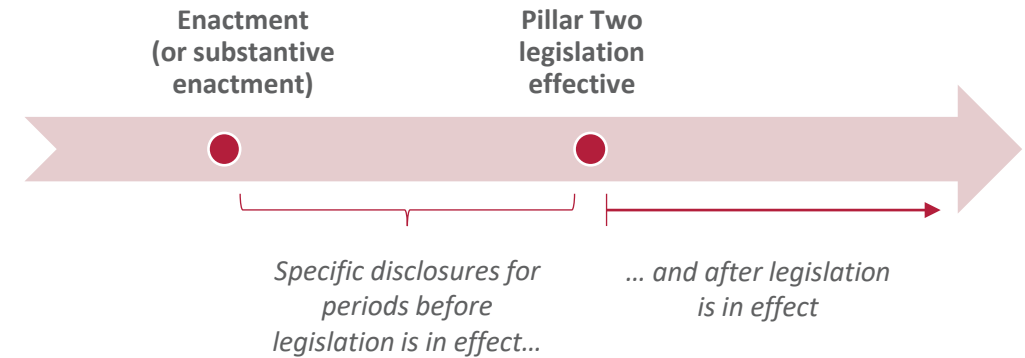 Enactment
(or substantive
enactment)
Pillar Two
legislation
effective
Specific disclosures for
periods before
legislation is in effect…
… and after legislation
is in effect